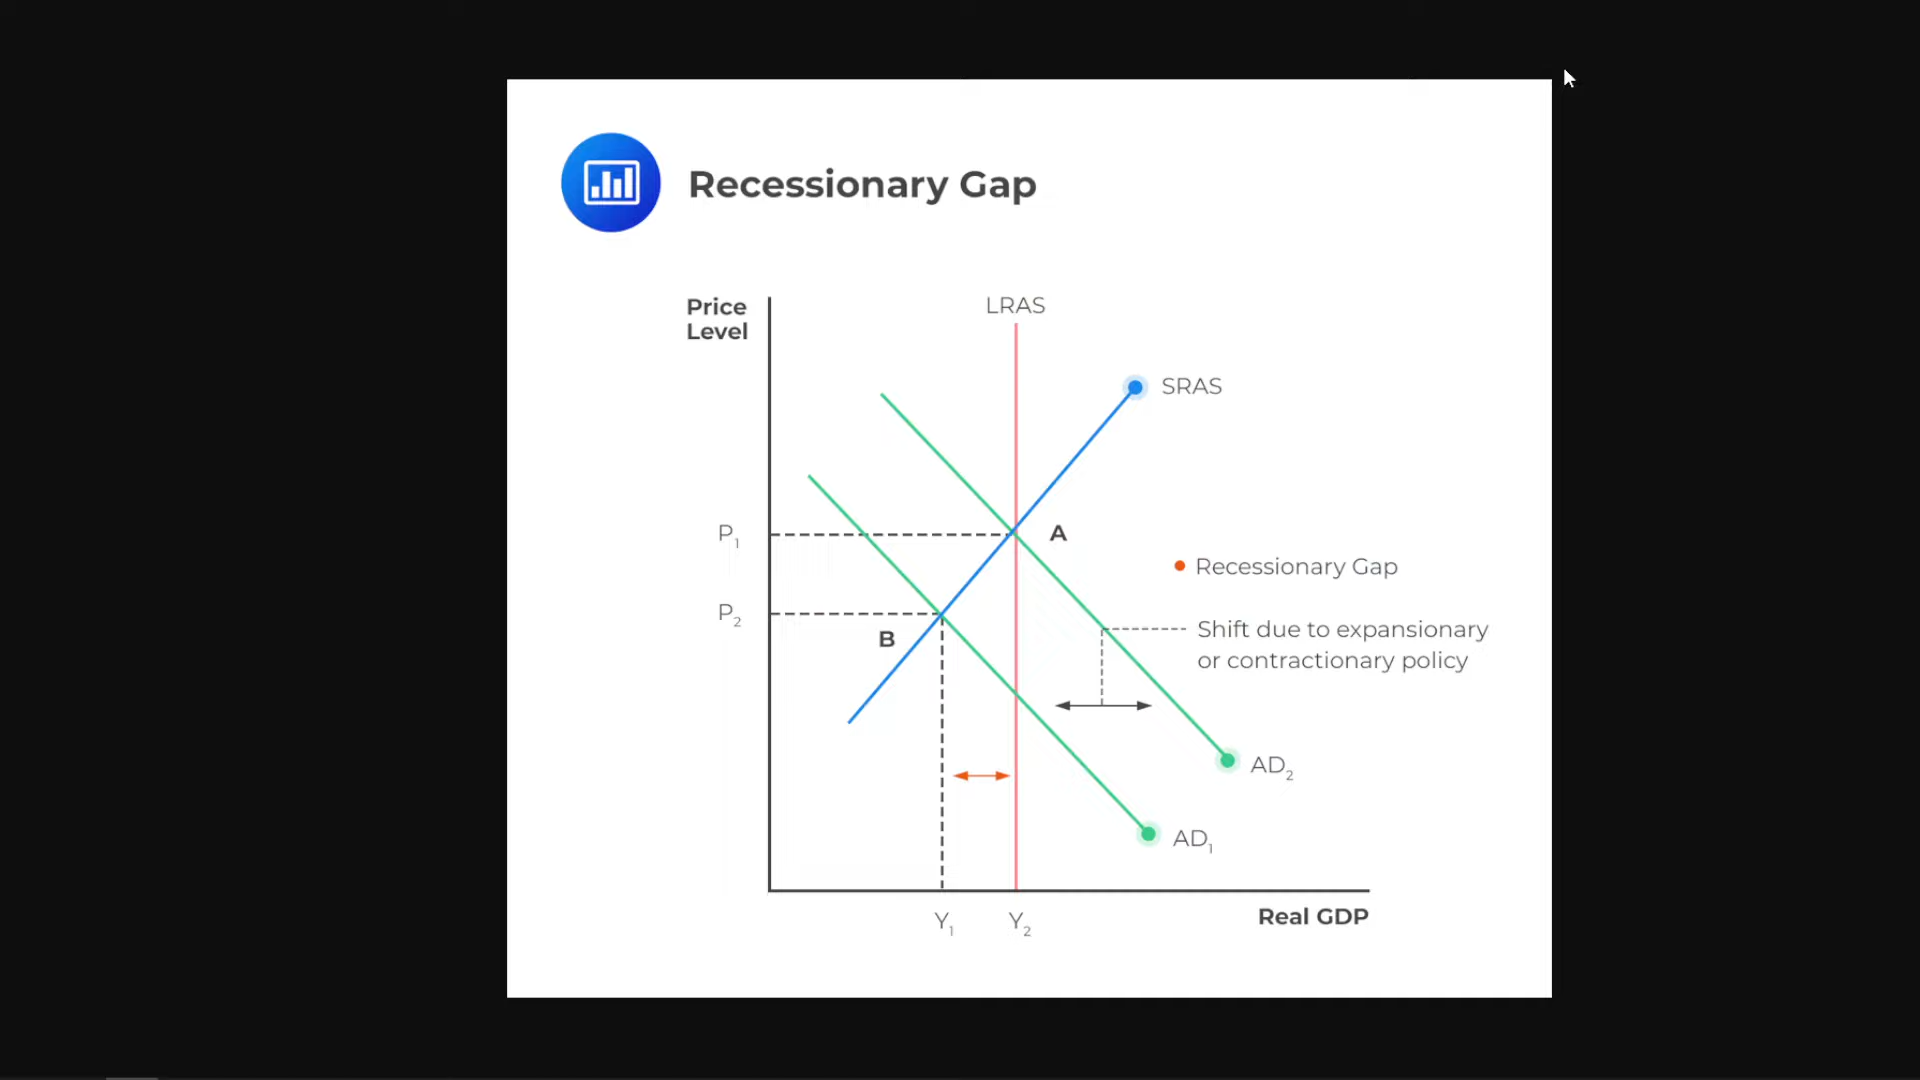 Recessionary Gap
Price
Level
LRAS
SRAS
P₁
A
Recessionary Gap
P₂
Shift due to expansionary
B
or contractionary policy
AD₂
AD₁
Y₁
Y₂
Real GDP